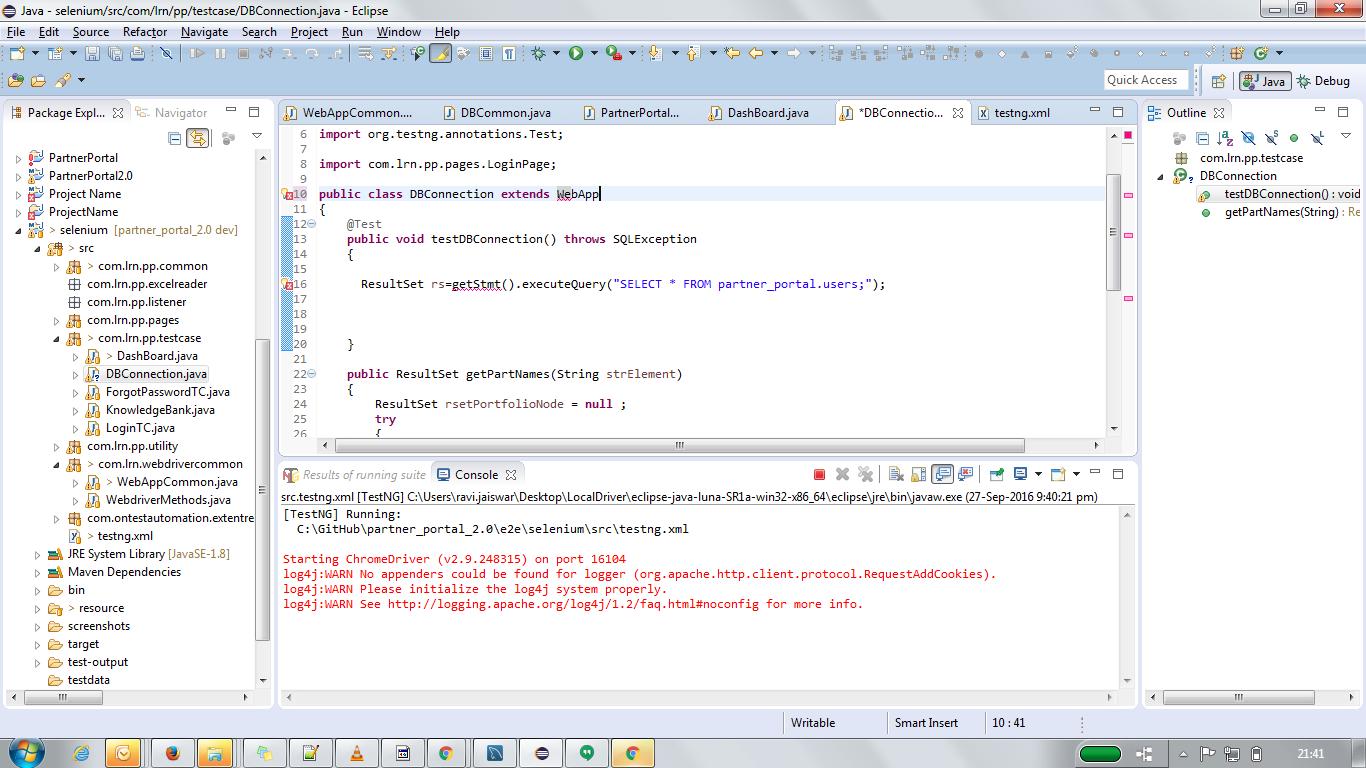 Java - selenium/src/com/lrn/pp/testcase/DBConnection.java - Eclipse
File Edit Source Refactor Navigate Search Project Run Window Help
Quick Access
Java
Debug
Package Expl...
Navigator
PartnerPortal
PartnerPortal2.0
Project Name
ProjectName
> selenium [partner_portal_2.0 dev]
> src
> com.lrn.pp.common
com.lrn.pp.excelreader
com.lrn.pp.listener
com.lrn.pp.pages
> com.lrn.pp.testcase
> DashBoard.java
DBConnection.java
ForgotPasswordTC.java
KnowledgeBank.java
LoginTC.java
com.lrn.pp.utility
> com.lrn.webdrivercommon
> WebAppCommon.java
WebdriverMethods.java
com.ontestautomation.extentre
> testng.xml
JRE System Library [JavaSE-1.8]
Maven Dependencies
bin
> resource
screenshots
target
test-output
testdata
WebAppCommon....
DBCommon.java
PartnerPortal...
DashBoard.java
*DBConnectio...
testng.xml
6 import org.testng.annotations.Test;
7
8 import com.lrn.pp.pages.LoginPage;
9
10 public class DBConnection extends WebApp
11 {
12 @Test
13 public void testDBConnection() throws SQLException
14 {
15
16 ResultSet rs=getStmt().executeQuery("SELECT * FROM partner_portal.users;");
17
18
19
20 }
21
22 public ResultSet getPartNames(String strElement)
23 {
24 ResultSet rsetPortfolioNode = null ;
25 try
26 {
Results of running suite
Console
src.testng.xml [TestNG] C:\Users\ravi.jaiswar\Desktop\LocalDriver\eclipse-java-luna-SR1a-win32-x86_64\eclipse\jre\bin\javaw.exe (27-Sep-2016 9:40:21 pm)
[TestNG] Running:
C:\GitHub\partner_portal_2.0\e2e\selenium\src\testng.xml
Starting ChromeDriver (v2.9.248315) on port 16104
log4j:WARN No appenders could be found for logger (org.apache.http.client.protocol.RequestAddCookies).
log4j:WARN Please initialize the log4j system properly.
log4j:WARN See http://logging.apache.org/log4j/1.2/faq.html#noconfig for more info.
Outline
com.lrn.pp.testcase
DBConnection
testDBConnection() : void
getPartNames(String) : Re
Writable
Smart Insert
10 : 41
21:41